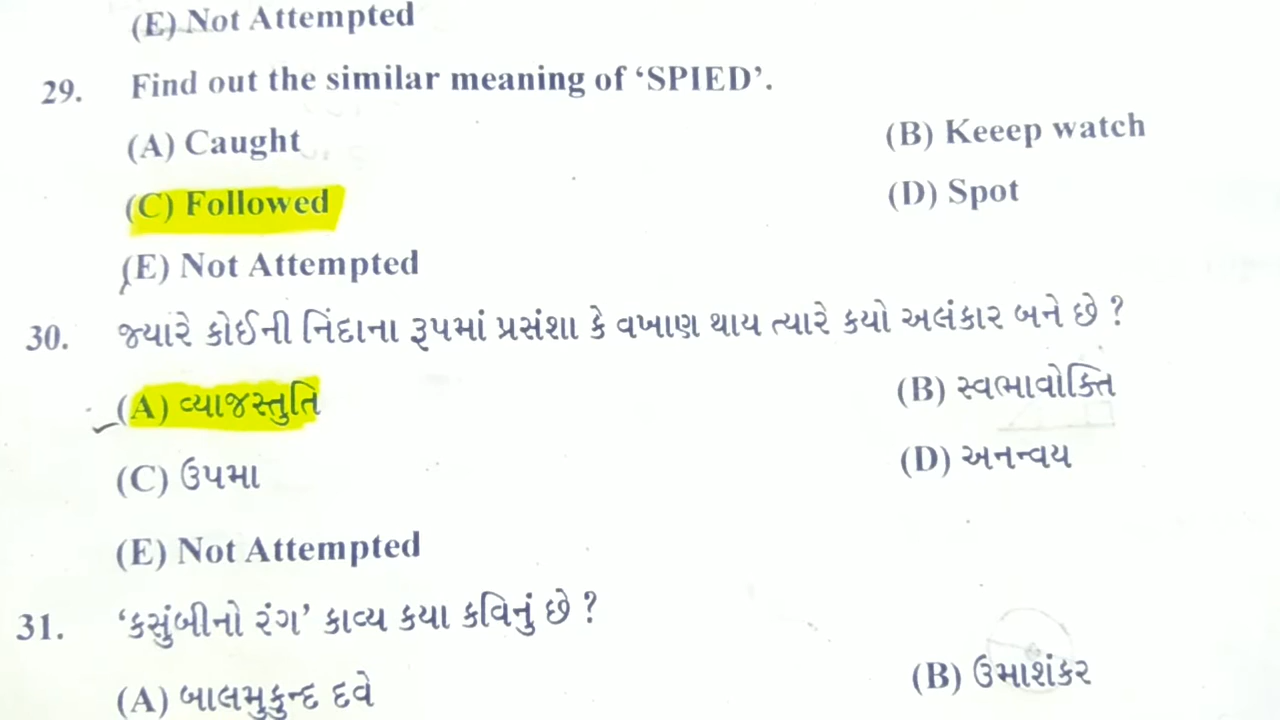 (E) Not Attempted
29. Find out the similar meaning of ‘SPIED’.
(A) Caught (B) Keeep watch
(C) Followed (D) Spot
(E) Not Attempted
30. જ્યારે કોઈની નિંદાના રૂપમાં પ્રસંશા કે વખાણ થાય ત્યારે કયો અલંકાર બને છે ?
(A) વ્યાજસ્તુતિ (B) સ્વભાવોક્તિ
(C) ઉપમા (D) અનન્વય
(E) Not Attempted
31. ‘કસુંબીનો રંગ’ કાવ્ય કયા કવિનું છે ?
(A) બાલમુકુન્દ દવે (B) ઉમાશંકર